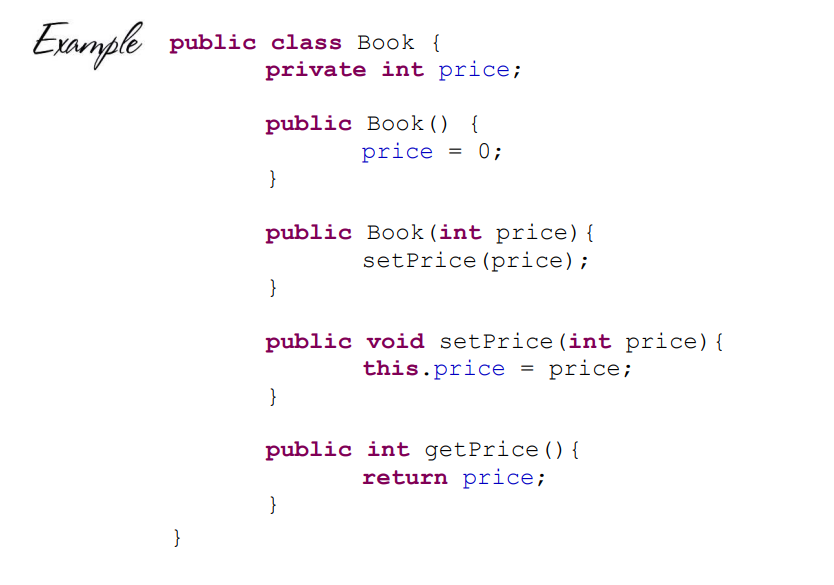 Example
public class Book {
private int price;
public Book() {
price = 0;
}
public Book(int price){
setPrice(price);
}
public void setPrice(int price){
this.price = price;
}
public int getPrice(){
return price;
}
}